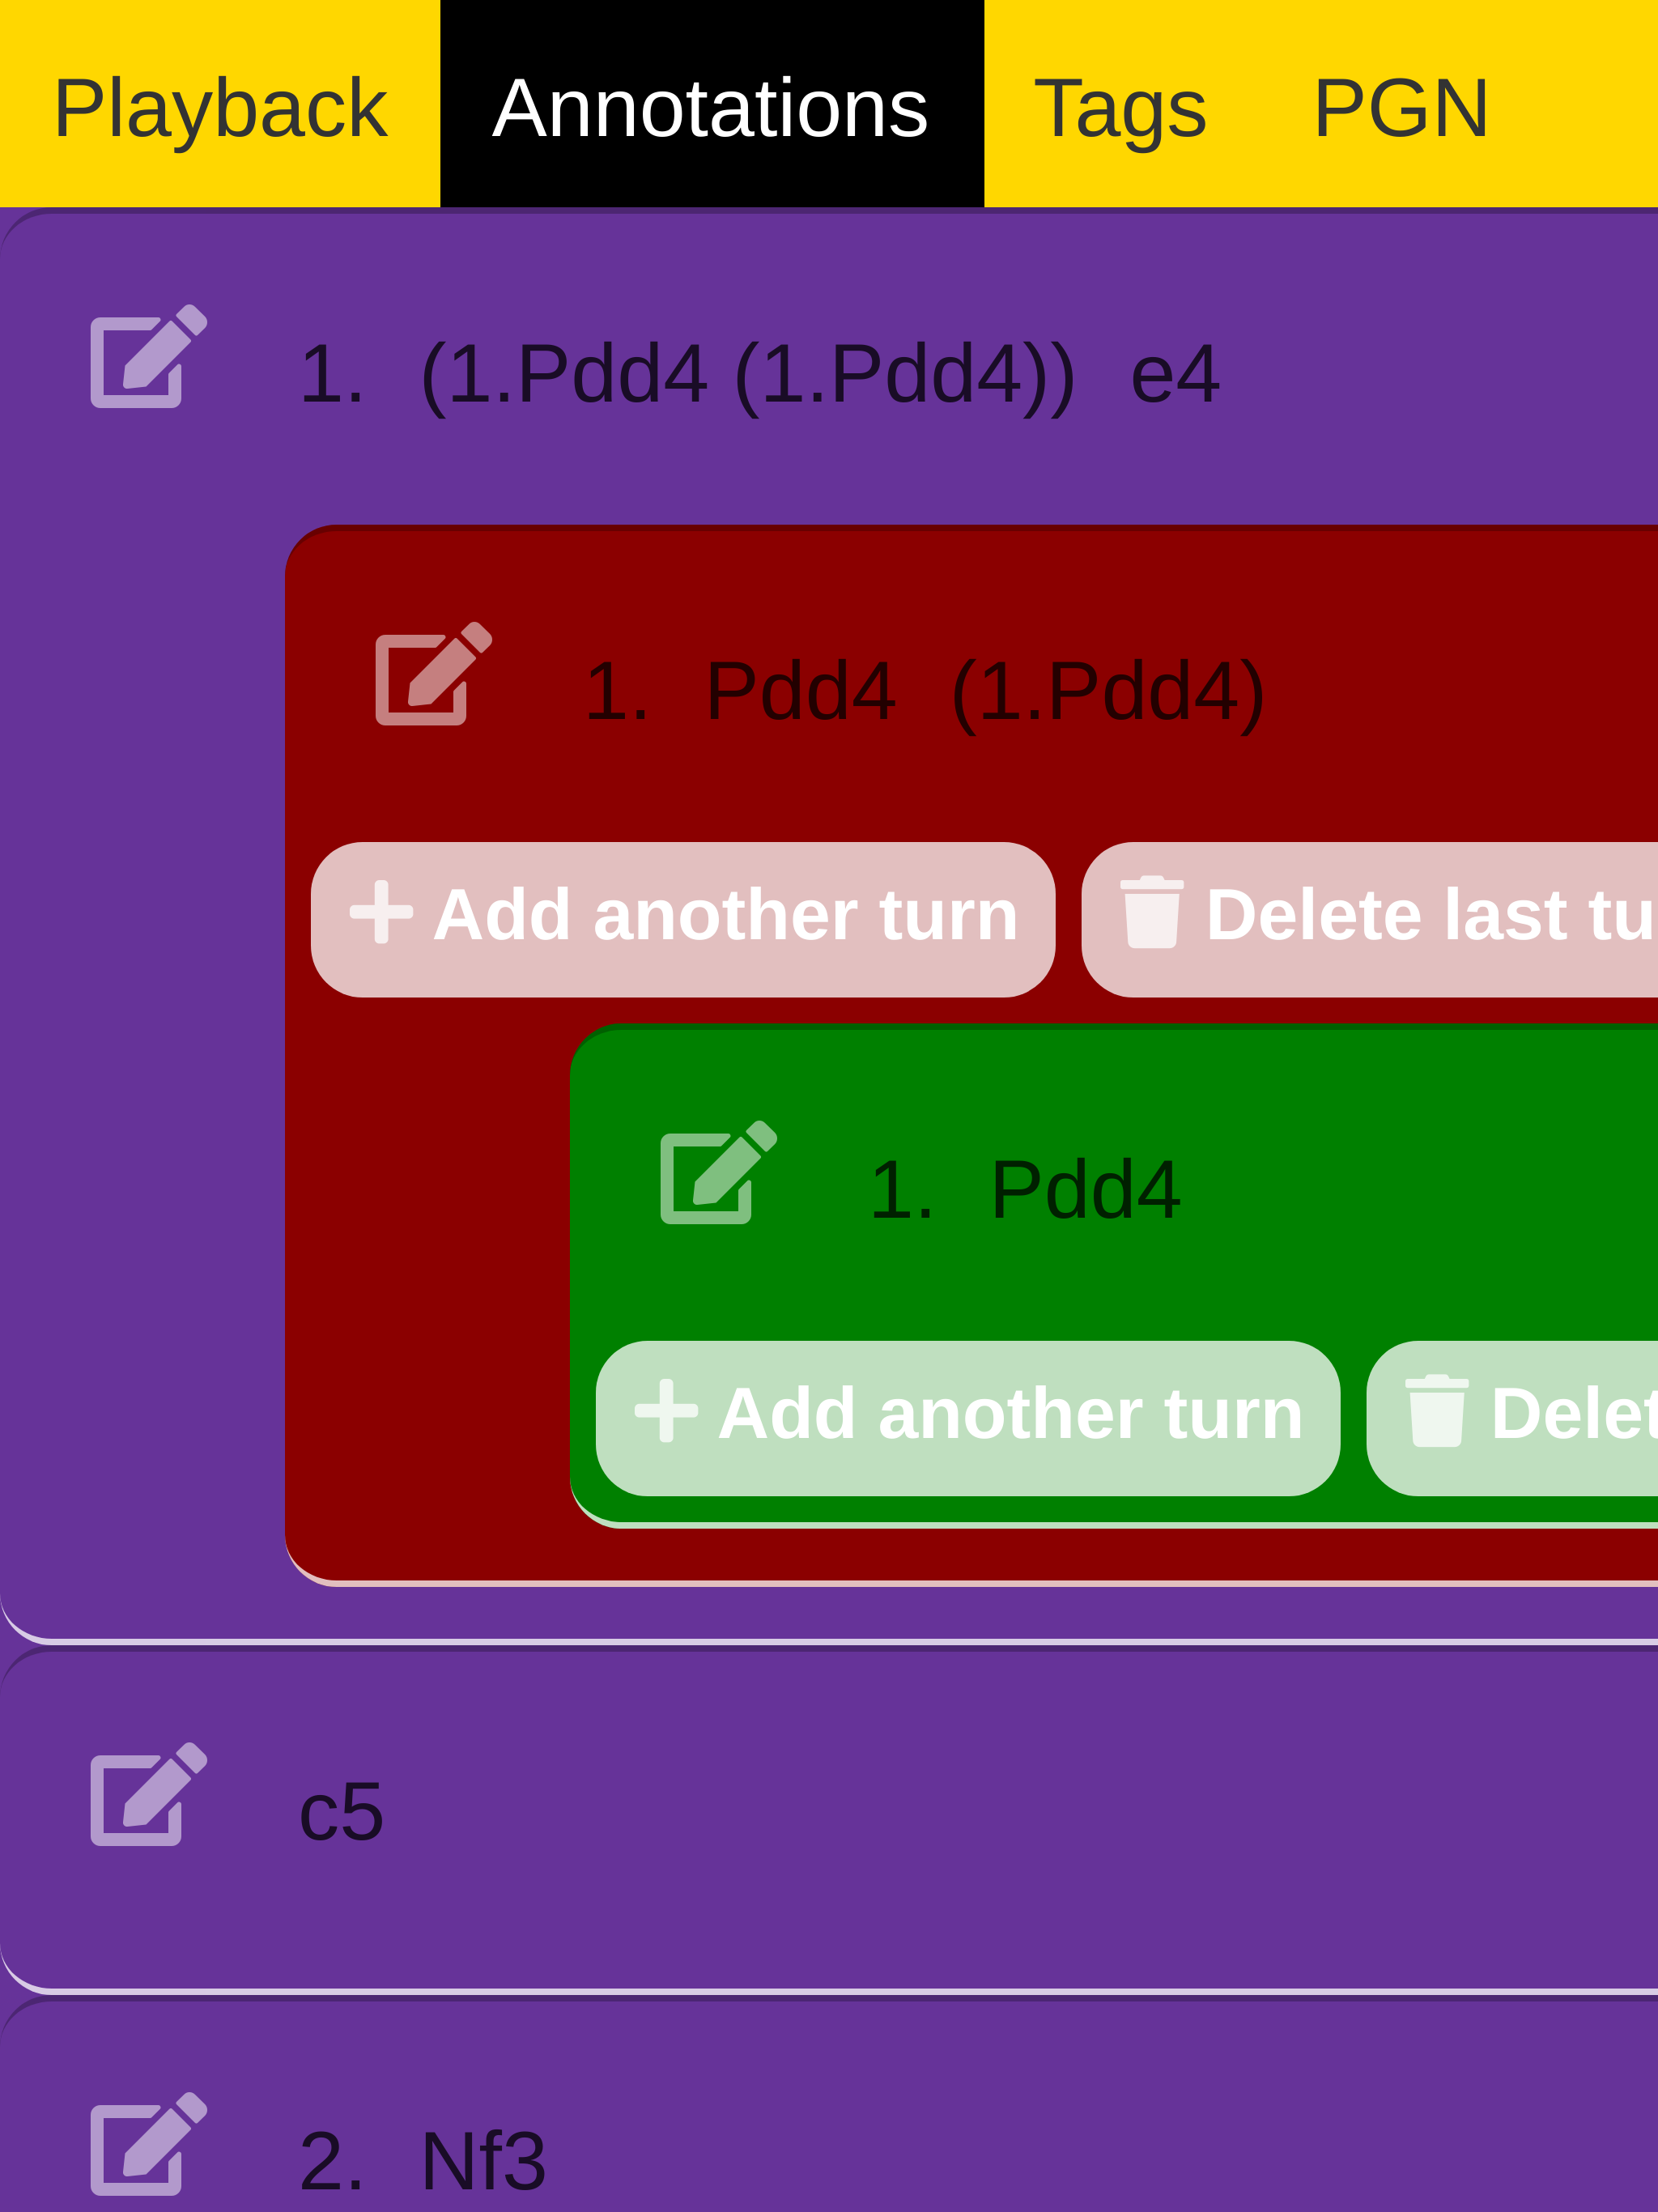 Playback Annotations Tags PGN
1. (1.Pdd4 (1.Pdd4)) e4
1. Pdd4 (1.Pdd4)
Add another turn Delete last tu
1. Pdd4
Add another turn Delet
c5
2. Nf3